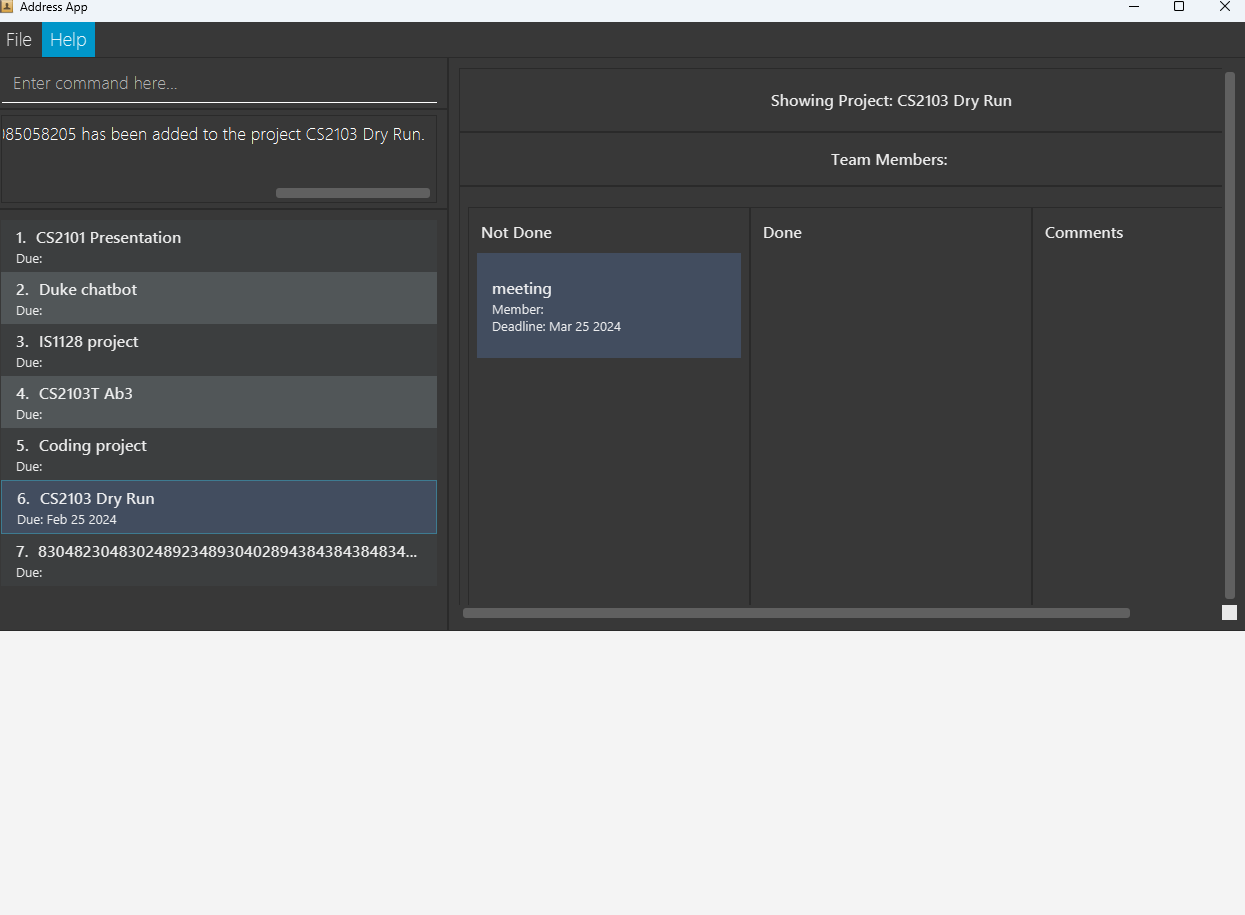 Address App
File Help
Enter command here...
85058205 has been added to the project CS2103 Dry Run.
1. CS2101 Presentation
Due:
2. Duke chatbot
Due:
3. IS1128 project
Due:
4. CS2103T Ab3
Due:
5. Coding project
Due:
6. CS2103 Dry Run
Due: Feb 25 2024
7. 83048230483024892348930402894384384384834...
Due:
Showing Project: CS2103 Dry Run
Team Members:
Not Done
meeting
Member:
Deadline: Mar 25 2024
Done
Comments